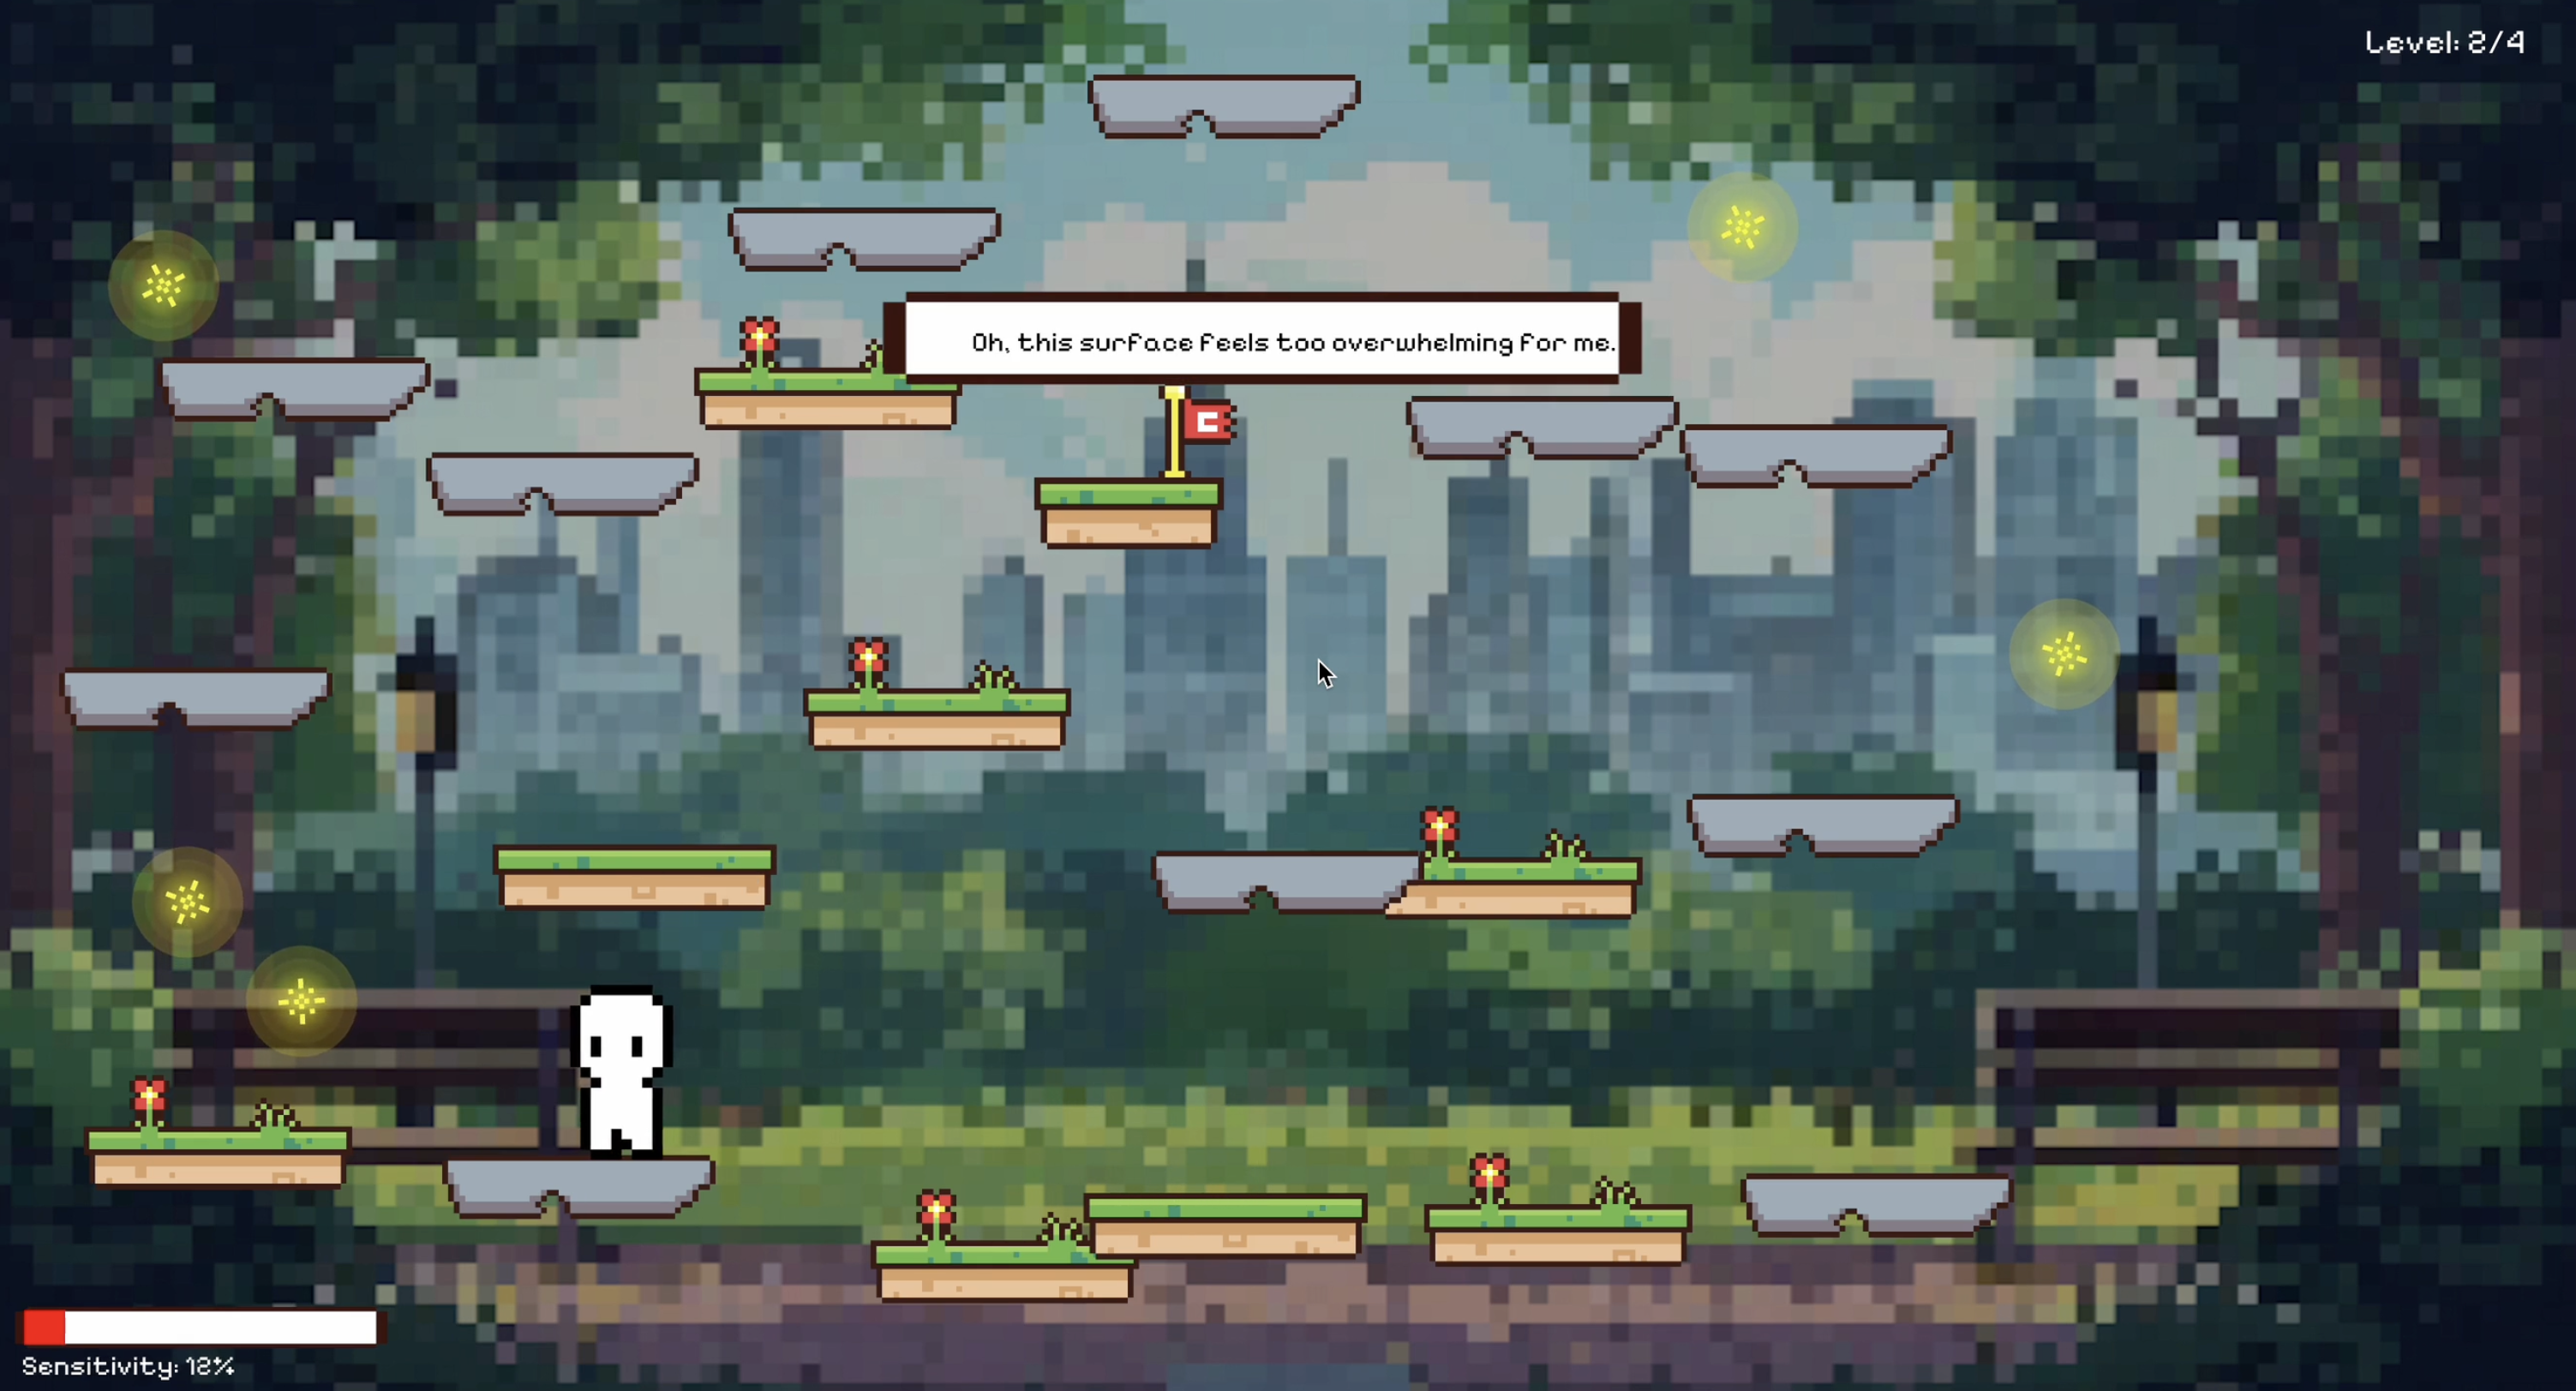 Level: 2/4
Oh, this surface feels too overwhelming for me.
C
Sensitivity: 12%